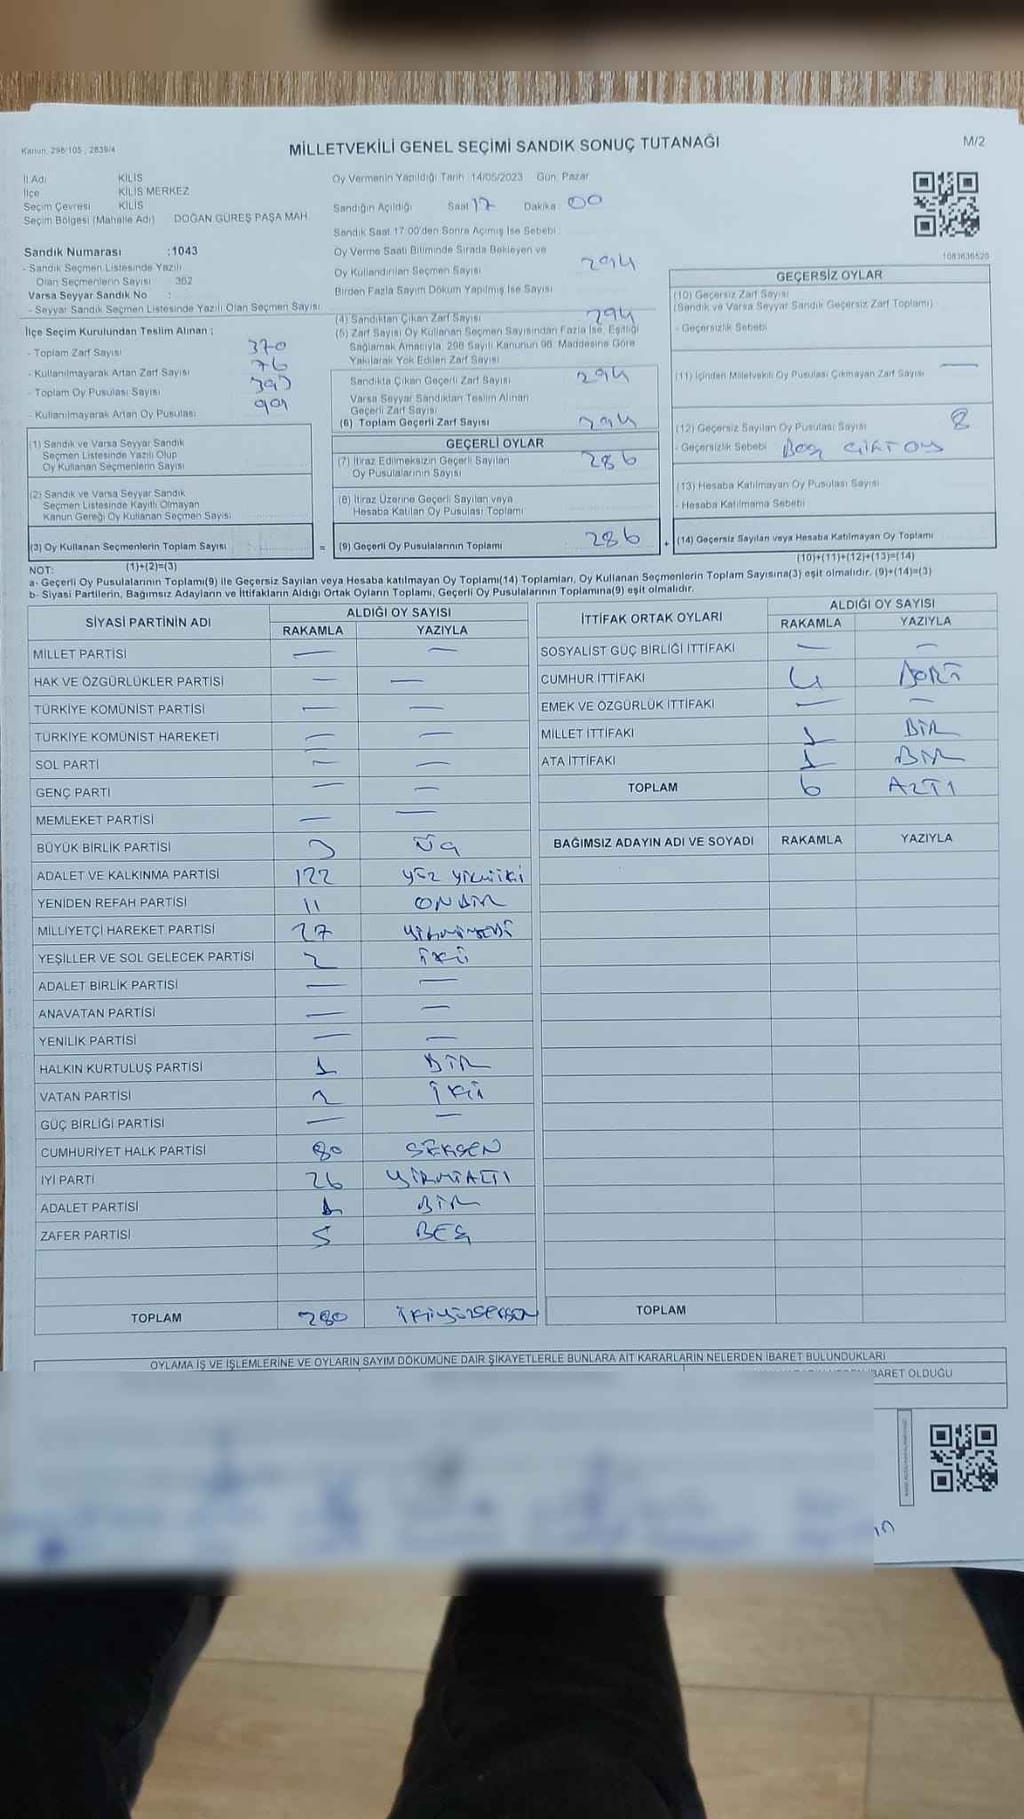 Kanun: 298/105 , 2839/4
MİLLETVEKİLİ GENEL SEÇİMİ SANDIK SONUÇ TUTANAĞI
M/2
İl Adı KİLİS
İlçe KİLİS MERKEZ
Seçim Çevresi KİLİS
Seçim Bölgesi (Mahalle Adı) DOĞAN GÜREŞ PAŞA MAH.
Sandık Numarası :1043
- Sandık Seçmen Listesinde Yazılı
Olan Seçmenlerin Sayısı 362
Varsa Seyyar Sandık No :
- Seyyar Sandık Seçmen Listesinde Yazılı Olan Seçmen Sayısı
İlçe Seçim Kurulundan Teslim Alınan ;
- Toplam Zarf Sayısı 370
- Kullanılmayarak Artan Zarf Sayısı 76
- Toplam Oy Pusulası Sayısı
- Kullanılmayarak Artan Oy Pusulası
(1) Sandık ve Varsa Seyyar Sandık
Seçmen Listesinde Yazılı Olup
Oy Kullanan Seçmenlerin Sayısı
(2) Sandık ve Varsa Seyyar Sandık
Seçmen Listesinde Kayıtlı Olmayan
Kanun Gereği Oy Kullanan Seçmen Sayısı
(3) Oy Kullanan Seçmenlerin Toplam Sayısı
=
(1)+(2)=(3)
Oy Vermenin Yapıldığı Tarih: 14/05/2023 Gün: Pazar
Sandığın Açıldığı Saat 17 Dakika 00
Sandık Saat 17:00'den Sonra Açılmış İse Sebebi :
Oy Verme Saati Bitiminde Sırada Bekleyen ve
Oy Kullandırılan Seçmen Sayısı 294
Birden Fazla Sayım Döküm Yapılmış İse Sayısı
(4) Sandıktan Çıkan Zarf Sayısı 294
(5) Zarf Sayısı Oy Kullanan Seçmen Sayısından Fazla İse, Eşitliği
Sağlamak Amacıyla, 298 Sayılı Kanunun 98. Maddesine Göre
Yakılarak Yok Edilen Zarf Sayısı
Sandıkta Çıkan Geçerli Zarf Sayısı 294
Varsa Seyyar Sandıktan Teslim Alınan
Geçerli Zarf Sayısı
(6) Toplam Geçerli Zarf Sayısı 294
GEÇERLİ OYLAR
(7) İtiraz Edilmeksizin Geçerli Sayılan 286
Oy Pusulalarının Sayısı
(8) İtiraz Üzerine Geçerli Sayılan veya
Hesaba Katılan Oy Pusulası Toplamı
(9) Geçerli Oy Pusulalarının Toplamı 286
+
1083636520
GEÇERSİZ OYLAR
(10) Geçersiz Zarf Sayısı
(Sandık ve Varsa Seyyar Sandık Geçersiz Zarf Toplamı)
- Geçersizlik Sebebi
(11) İçinden Milletvekili Oy Pusulası Çıkmayan Zarf Sayısı —
(12) Geçersiz Sayılan Oy Pusulası Sayısı 8
- Geçersizlik Sebebi
(13) Hesaba Katılmayan Oy Pusulası Sayısı
- Hesaba Katılmama Sebebi
(14) Geçersiz Sayılan veya Hesaba Katılmayan Oy Toplamı
(10)+(11)+(12)+(13)=(14)
NOT:
a- Geçerli Oy Pusulalarının Toplamı(9) ile Geçersiz Sayılan veya Hesaba katılmayan Oy Toplamı(14) Toplamları, Oy Kullanan Seçmenlerin Toplam Sayısına(3) eşit olmalıdır. (9)+(14)=(3)
b- Siyasi Partilerin, Bağımsız Adayların ve İttifakların Aldığı Ortak Oyların Toplamı, Geçerli Oy Pusulalarının Toplamına(9) eşit olmalıdır.
SİYASİ PARTİNİN ADI
ALDIĞI OY SAYISI
RAKAMLA YAZIYLA
MİLLET PARTİSİ — —
HAK VE ÖZGÜRLÜKLER PARTİSİ — —
TÜRKİYE KOMÜNİST PARTİSİ — —
TÜRKİYE KOMÜNİST HAREKETİ — —
SOL PARTİ — —
GENÇ PARTİ — —
MEMLEKET PARTİSİ — —
BÜYÜK BİRLİK PARTİSİ 3 Üç
ADALET VE KALKINMA PARTİSİ 122 yüz yirmiiki
YENİDEN REFAH PARTİSİ 11 ONBİR
MİLLİYETÇİ HAREKET PARTİSİ 27 yirmiyedi
YEŞİLLER VE SOL GELECEK PARTİSİ 2 iki
ADALET BİRLİK PARTİSİ — —
ANAVATAN PARTİSİ — —
YENİLİK PARTİSİ — —
HALKIN KURTULUŞ PARTİSİ 1 BİR
VATAN PARTİSİ 2 iki
GÜÇ BİRLİĞİ PARTİSİ — —
CUMHURİYET HALK PARTİSİ 80 SEKSEN
İYİ PARTİ 26 YİRMİALTI
ADALET PARTİSİ 1 BİR
ZAFER PARTİSİ 5 BEŞ
TOPLAM 280 ikiyüzseksen
İTTİFAK ORTAK OYLARI
ALDIĞI OY SAYISI
RAKAMLA YAZIYLA
SOSYALİST GÜÇ BİRLİĞİ İTTİFAKI — —
CUMHUR İTTİFAKI 4 DÖRT
EMEK VE ÖZGÜRLÜK İTTİFAKI — —
MİLLET İTTİFAKI 1 BİR
ATA İTTİFAKI 1 BİR
TOPLAM 6 ALTI
BAĞIMSIZ ADAYIN ADI VE SOYADI RAKAMLA YAZIYLA
TOPLAM
OYLAMA İŞ VE İŞLEMLERİNE VE OYLARIN SAYIM DÖKÜMÜNE DAİR ŞİKAYETLERLE BUNLARA AİT KARARLARIN NELERDEN İBARET BULUNDUKLARI
İBARET OLDUĞU